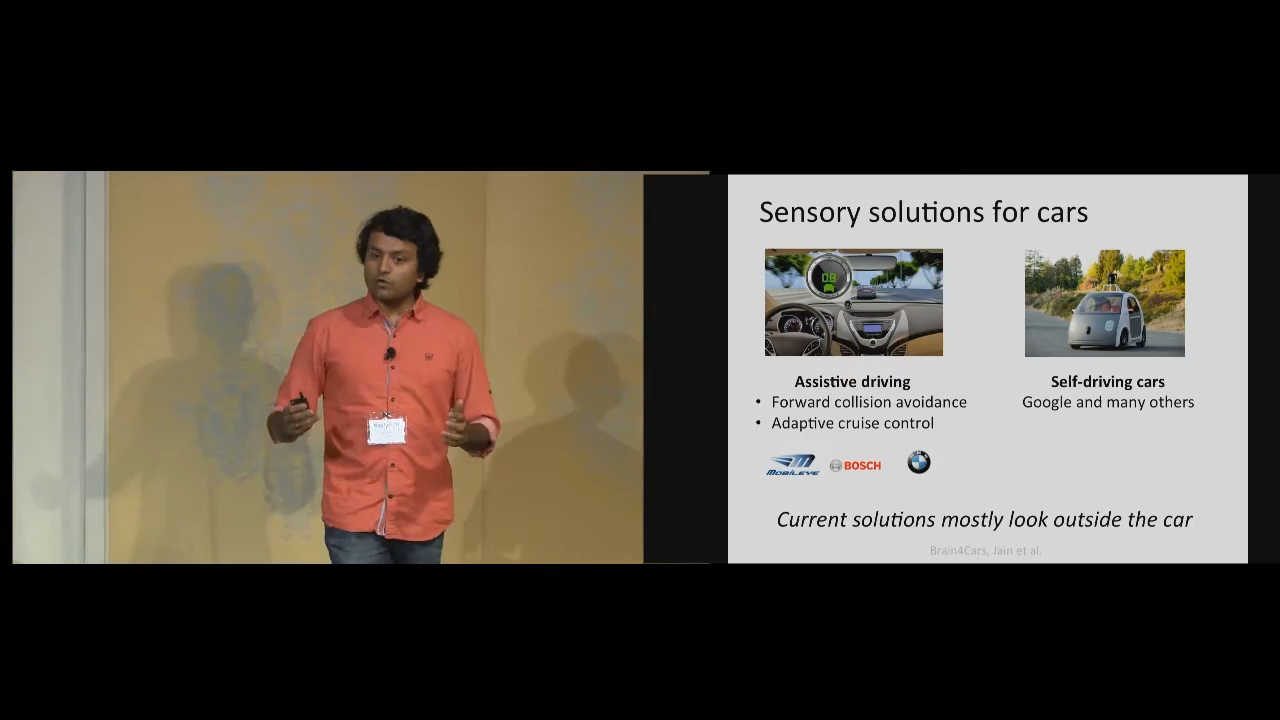 Sensory solutions for cars
Assistive driving
• Forward collision avoidance
• Adaptive cruise control
MOBILEYE
BOSCH
Self-driving cars
Google and many others
Current solutions mostly look outside the car
Brain4Cars, Jain et al.